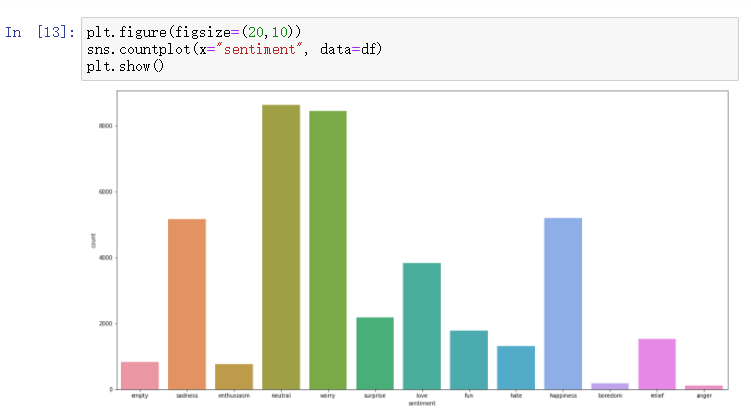 In [13]:
plt.figure(figsize=(20,10))
sns.countplot(x="sentiment", data=df)
plt.show()
8000
6000
4000
2000
0
count
empty sadness enthusiasm neutral worry surprise love fun hate happiness boredom relief anger
sentiment